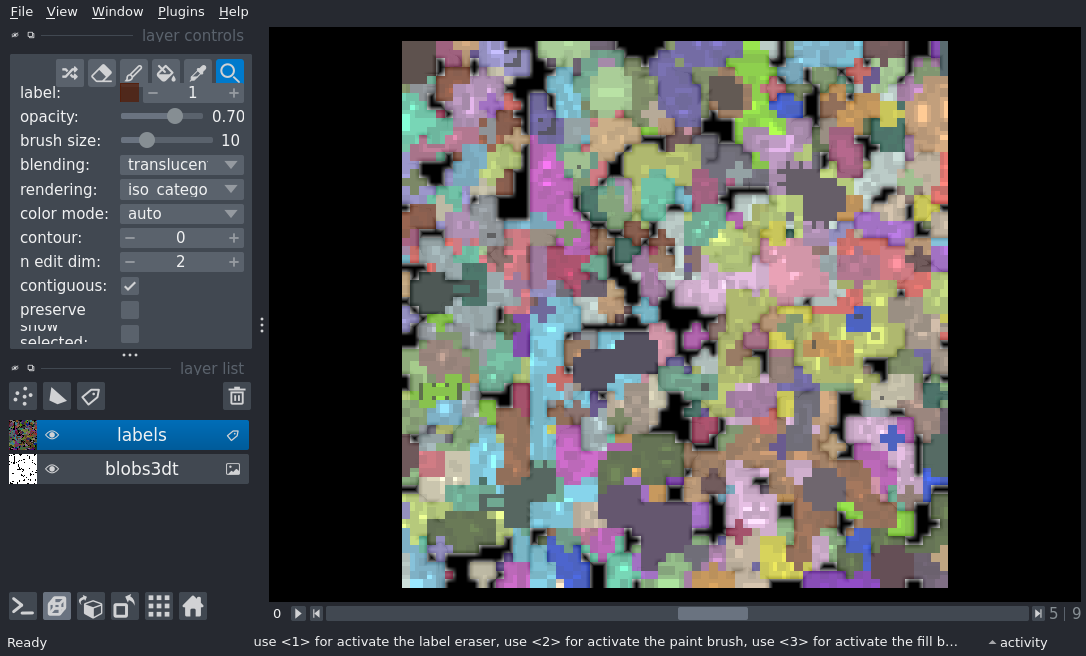 File View Window Plugins Help
layer controls
label: 1
opacity: 0.70
brush size: 10
blending: translucen
rendering: iso_catego
color mode: auto
contour: 0
n edit dim: 2
contiguous:
preserve
show
selected:
layer list
labels
blobs3dt
0 5 | 9
Ready use <1> for activate the label eraser, use <2> for activate the paint brush, use <3> for activate the fill b... activity